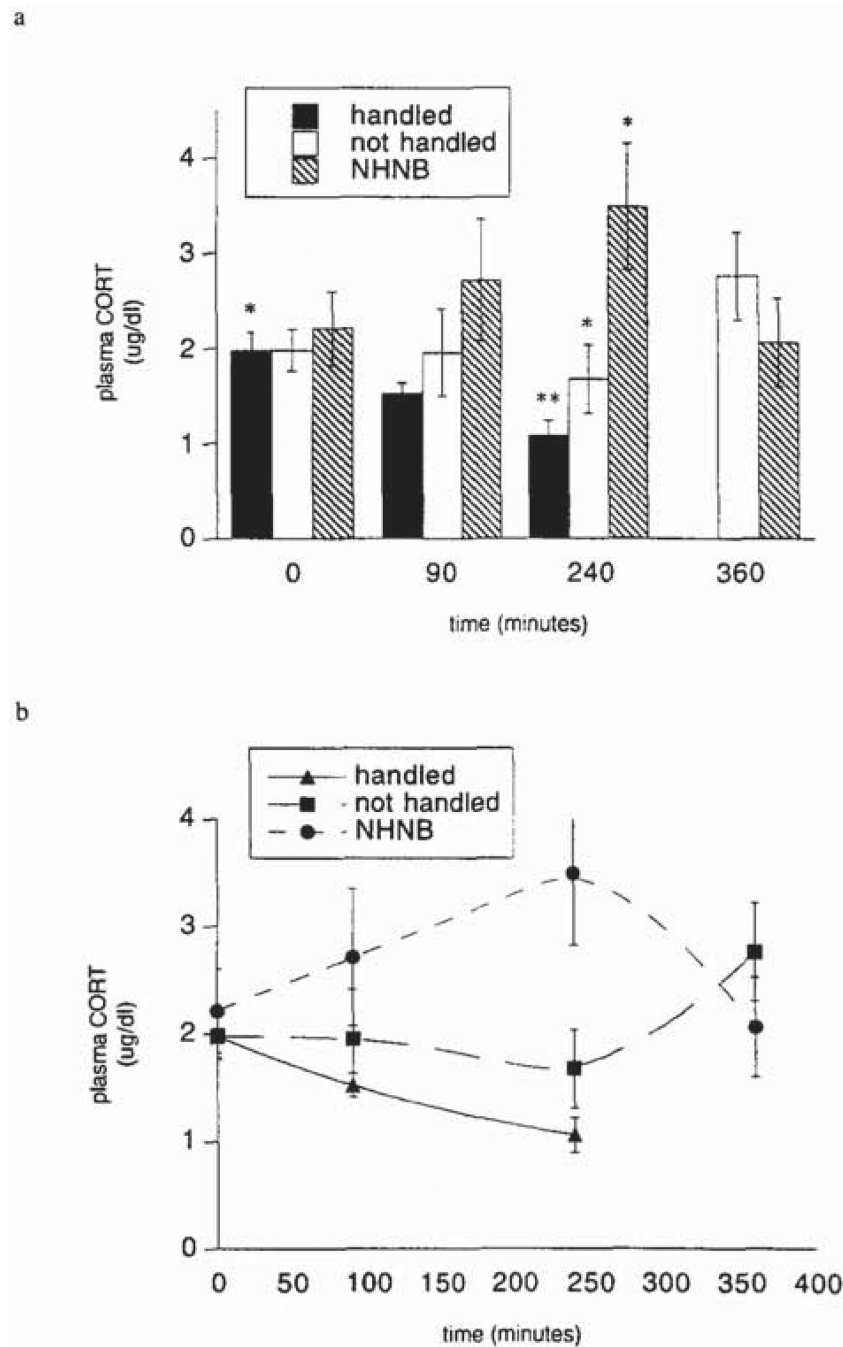 a
handled
not handled
NHNB
4
3
2
1
0
plasma CORT
(ug/dl)
*
*
**
*
0 90 240 360
time (minutes)
b
handled
not handled
NHNB
4
3
2
1
0
plasma CORT
(ug/dl)
0 50 100 150 200 250 300 350 400
time (minutes)